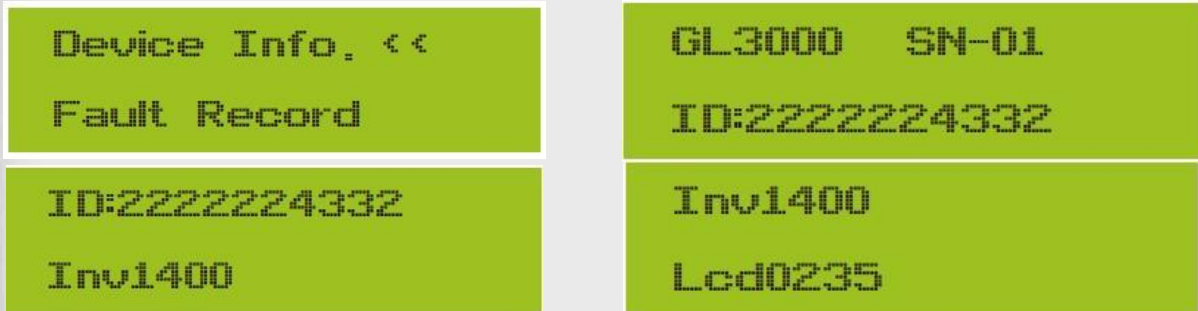 Device Info. <<
Fault Record
GL3000 SN-01
ID:2222224332
ID:2222224332
Inv1400
Inv1400
Lcd0235